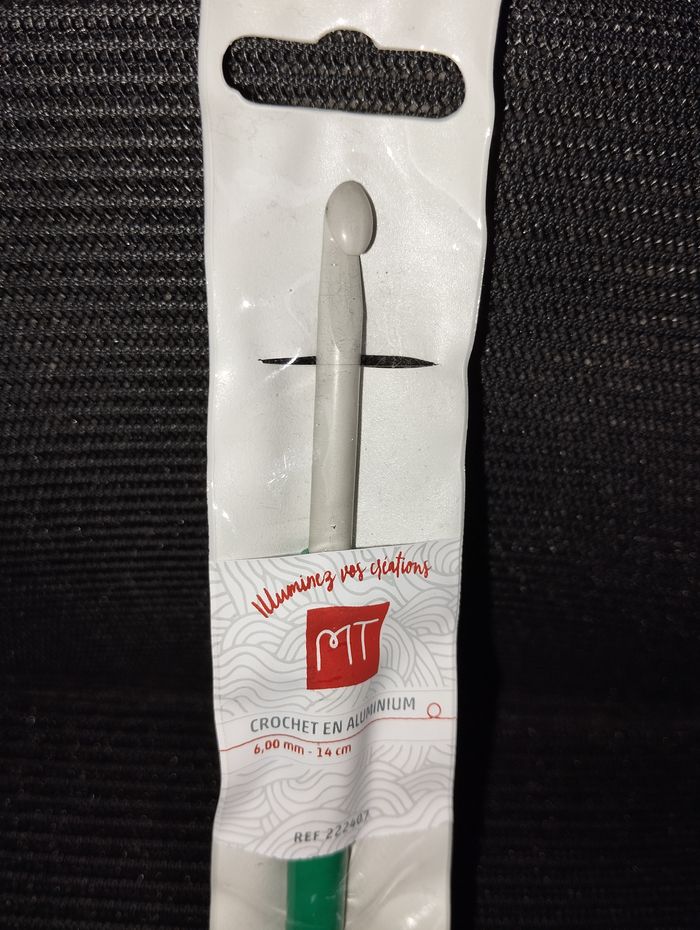 Illuminez vos créations
MT
CROCHET EN ALUMINIUM
6,00 mm - 14 cm
REF 222407